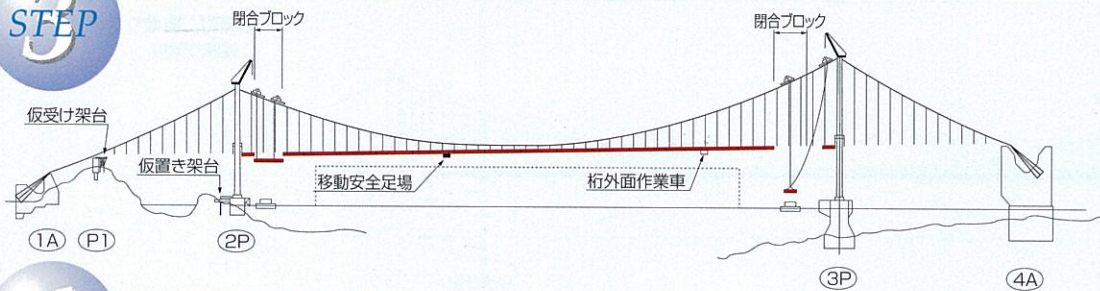 3
STEP
閉合ブロック
閉合ブロック
仮受け架台
仮置き架台
移動安全足場
桁外面作業車
1A
P1
2P
3P
4A